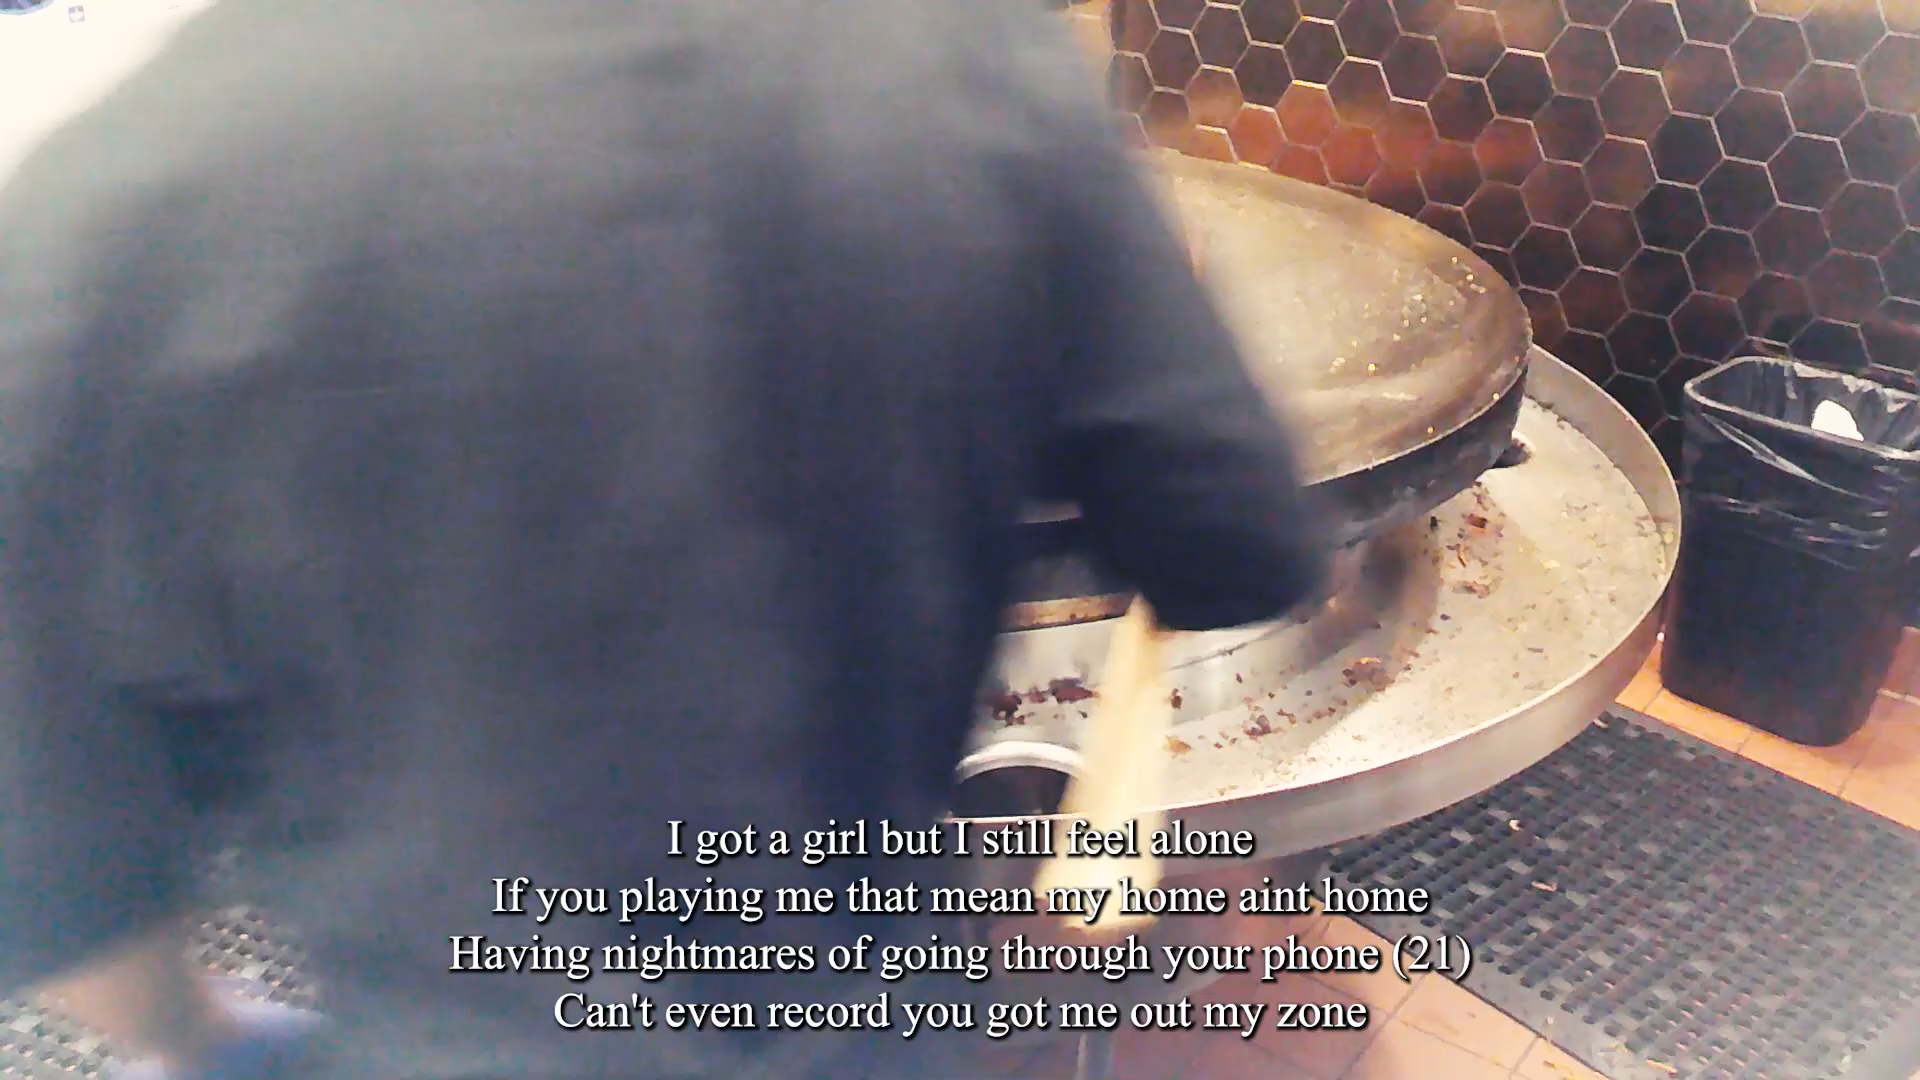 I got a girl but I still feel alone
If you playing me that mean my home aint home
Having nightmares of going through your phone (21)
Can't even record you got me out my zone